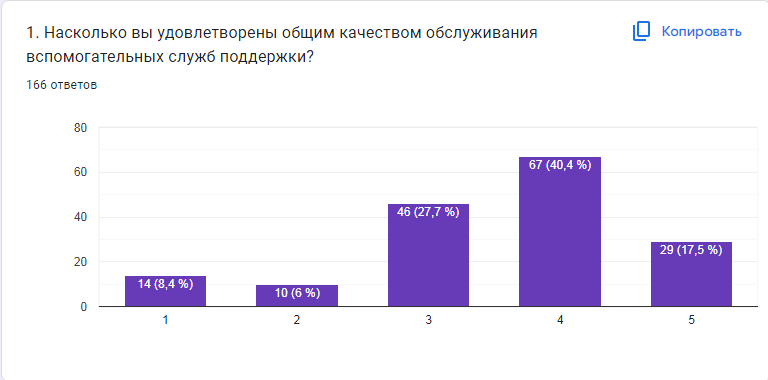 1. Насколько вы удовлетворены общим качеством обслуживания
вспомогательных служб поддержки?
Копировать
166 ответов
80
60
40
20
0
14 (8,4 %)
10 (6 %)
46 (27,7 %)
67 (40,4 %)
29 (17,5 %)
1
2
3
4
5